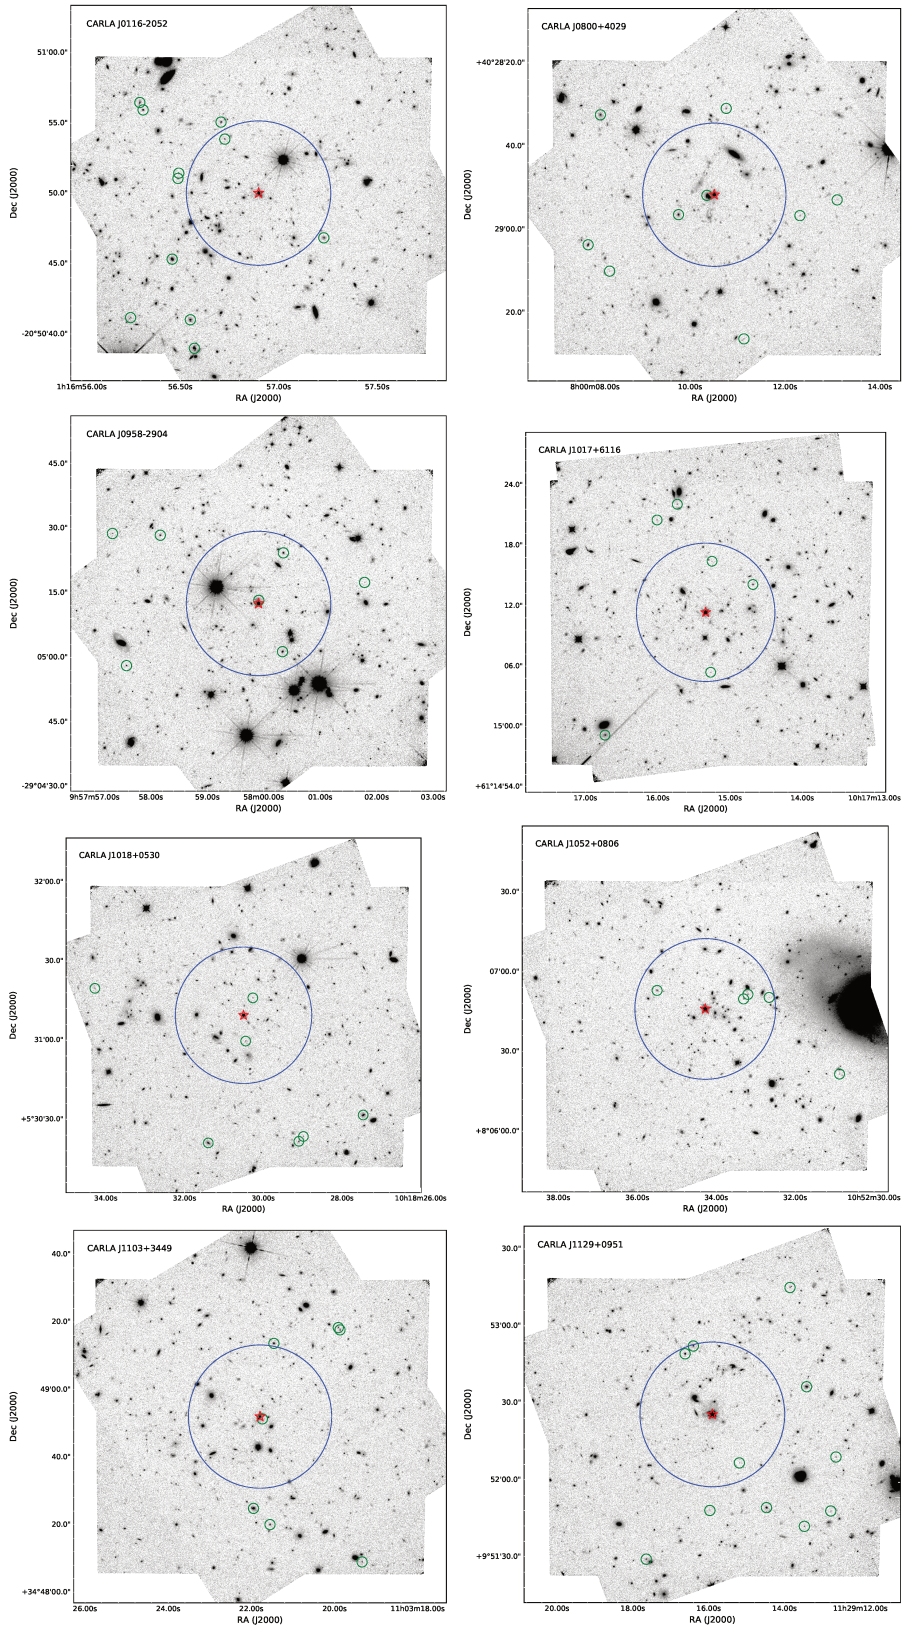 CARLA J0116-2052
51'00.0"
55.0"
50.0"
45.0"
-20°50'40.0"
Dec (J2000)
1h16m56.00s 56.50s 57.00s 57.50s
RA (J2000)
CARLA J0800+4029
+40°28'20.0"
40.0"
29'00.0"
20.0"
Dec (J2000)
8h00m08.00s 10.00s 12.00s 14.00s
RA (J2000)
CARLA J0958-2904
45.0"
30.0"
15.0"
05'00.0"
45.0"
-29°04'30.0"
Dec (J2000)
9h57m57.00s 58.00s 59.00s 58m00.00s 01.00s 02.00s 03.00s
RA (J2000)
CARLA J1017+6116
24.0"
18.0"
12.0"
06.0"
15'00.0"
+61°14'54.0"
Dec (J2000)
17.00s 16.00s 15.00s 14.00s 10h17m13.00s
RA (J2000)
CARLA J1018+0530
32'00.0"
30.0"
31'00.0"
+5°30'30.0"
Dec (J2000)
34.00s 32.00s 30.00s 28.00s 10h18m26.00s
RA (J2000)
CARLA J1052+0806
30.0"
07'00.0"
30.0"
+8°06'00.0"
Dec (J2000)
38.00s 36.00s 34.00s 32.00s 10h52m30.00s
RA (J2000)
CARLA J1103+3449
40.0"
20.0"
49'00.0"
40.0"
20.0"
+34°48'00.0"
Dec (J2000)
26.00s 24.00s 22.00s 20.00s 11h03m18.00s
RA (J2000)
CARLA J1129+0951
30.0"
53'00.0"
30.0"
52'00.0"
+9°51'30.0"
Dec (J2000)
20.00s 18.00s 16.00s 14.00s 11h29m12.00s
RA (J2000)